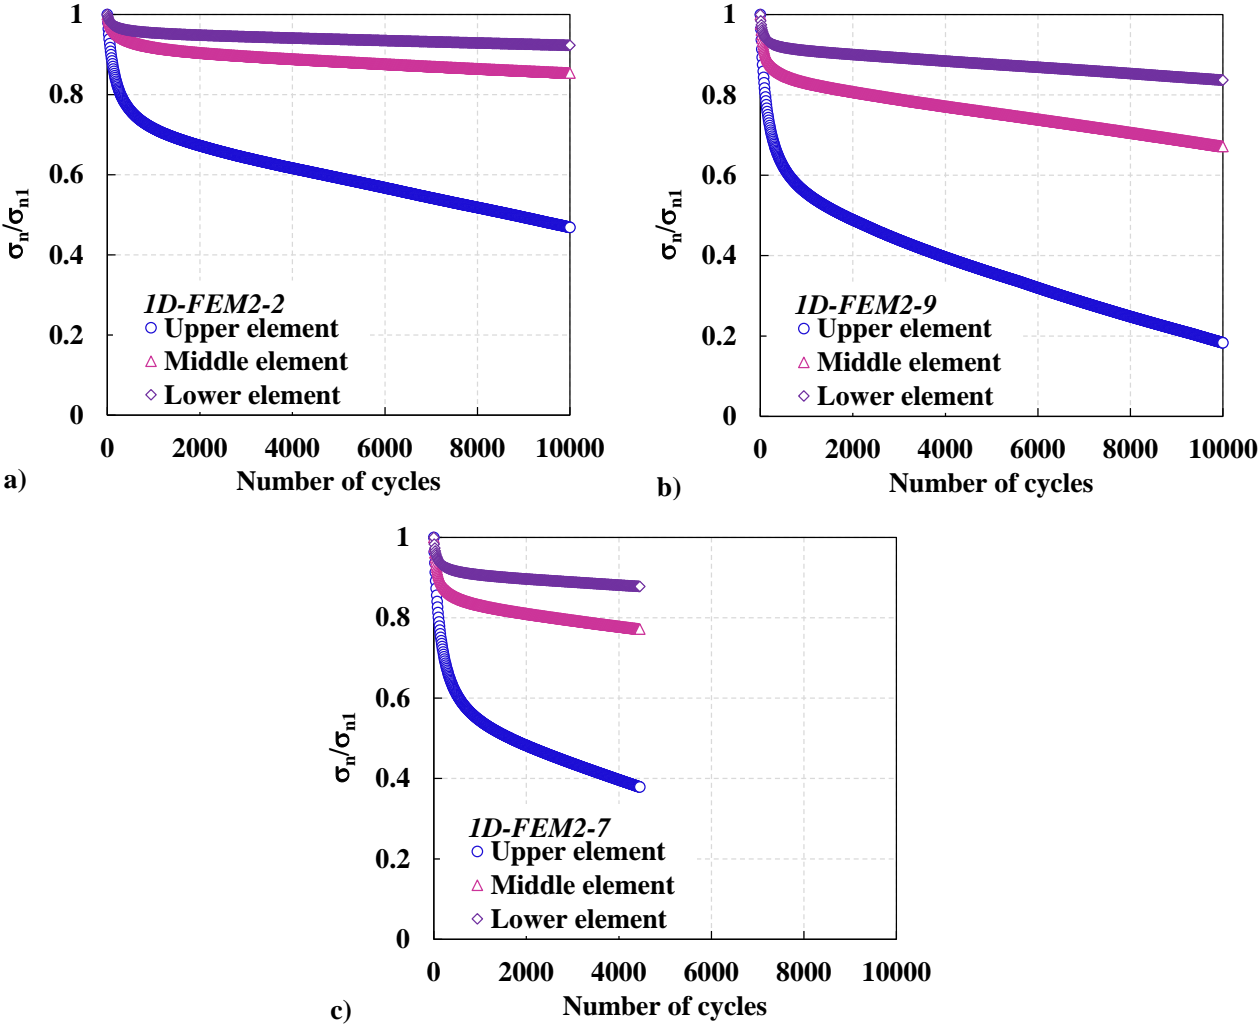 1
0.8
0.6
0.4
0.2
0
σn/σn1
1D-FEM2-2
Upper element
Middle element
Lower element
0 2000 4000 6000 8000 10000
Number of cycles
a)
1
0.8
0.6
0.4
0.2
0
σn/σn1
1D-FEM2-9
Upper element
Middle element
Lower element
0 2000 4000 6000 8000 10000
Number of cycles
b)
1
0.8
0.6
0.4
0.2
0
σn/σn1
1D-FEM2-7
Upper element
Middle element
Lower element
0 2000 4000 6000 8000 10000
Number of cycles
c)